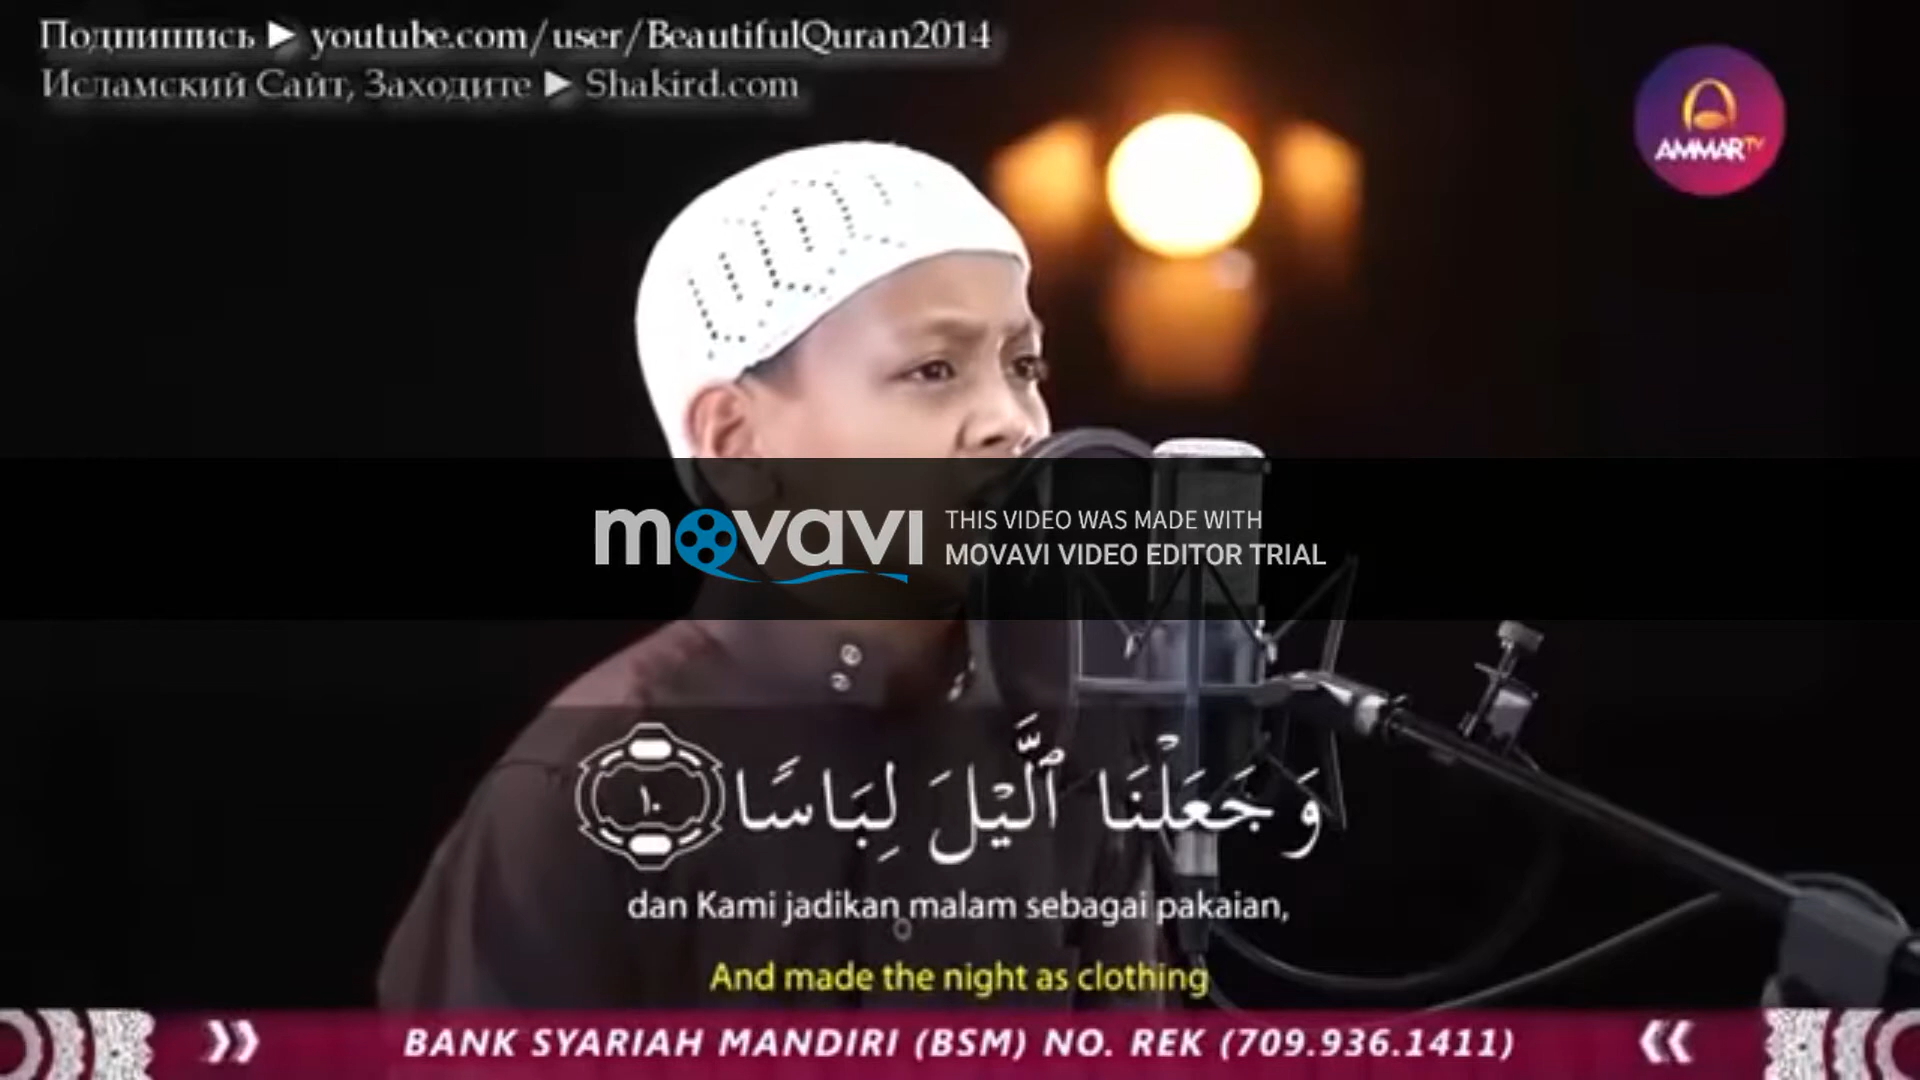 Подпишись ► youtube.com/user/BeautifulQuran2014
Исламский Сайт, Заходите ► Shakird.com
AMMARTV
movavi
THIS VIDEO WAS MADE WITH
MOVAVI VIDEO EDITOR TRIAL
وَجَعَلْنَا ٱلَّيْلَ لِبَاسًا ١٠
dan Kami jadikan malam sebagai pakaian,
And made the night as clothing
BANK SYARIAH MANDIRI (BSM) NO. REK (709.936.1411)